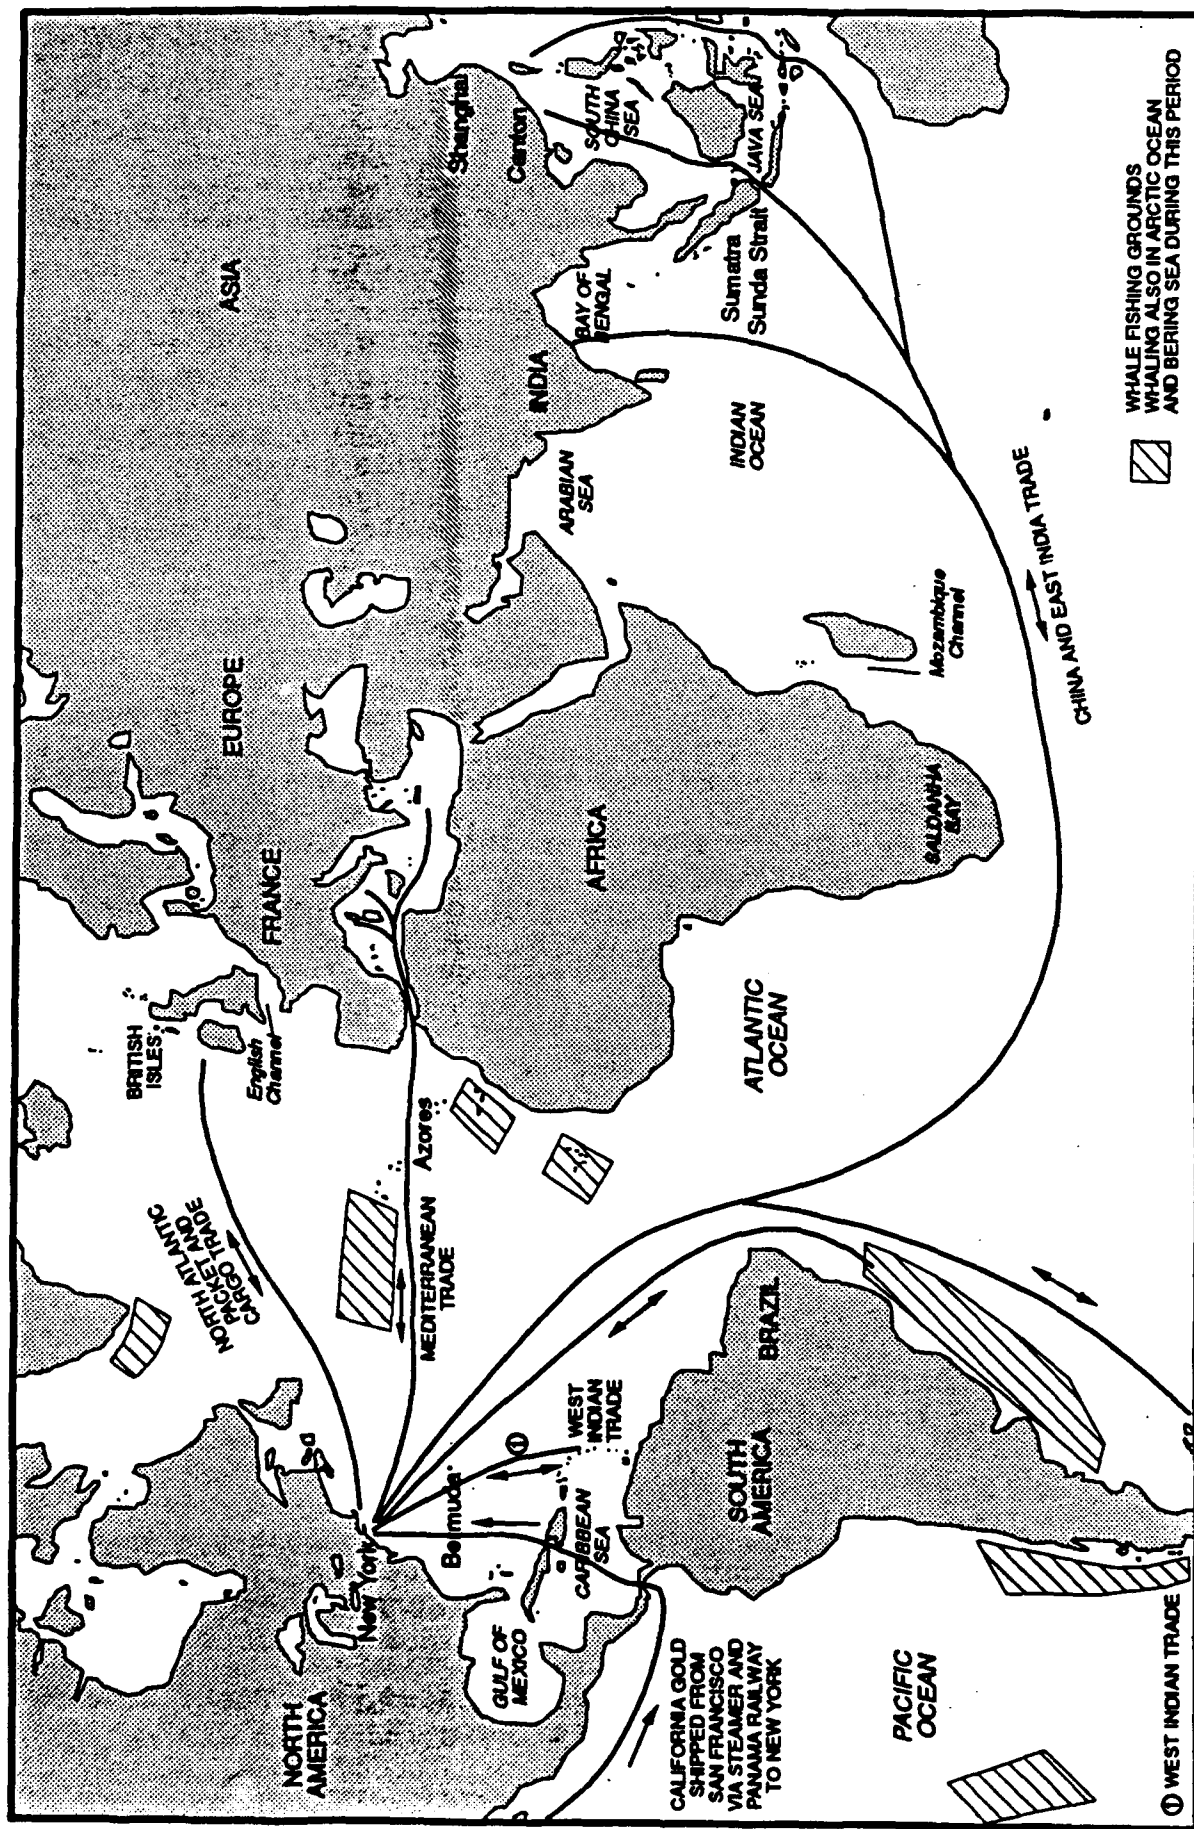 NORTH
AMERICA
New York
GULF OF
MEXICO
Bermuda
CARIBBEAN
SEA
①
WEST
INDIAN
TRADE
CALIFORNIA GOLD
SHIPPED FROM
SAN FRANCISCO
VIA STEAMER AND
PANAMA RAILWAY
TO NEW YORK
PACIFIC
OCEAN
① WEST INDIAN TRADE
SOUTH
AMERICA
BRAZIL
NORTH ATLANTIC
PACKET AND
CARGO TRADE
MEDITERRANEAN
TRADE
Azores
BRITISH
ISLES
English
Channel
FRANCE
EUROPE
ATLANTIC
OCEAN
AFRICA
SALDANHA
BAY
Mozambique
Channel
CHINA AND EAST INDIA TRADE
ASIA
ARABIAN
SEA
INDIA
INDIAN
OCEAN
BAY OF
BENGAL
Sumatra
Sunda Strait
Shanghai
Canton
SOUTH
CHINA
SEA
JAVA SEA
WHALE FISHING GROUNDS
WHALING ALSO IN ARCTIC OCEAN
AND BERING SEA DURING THIS PERIOD